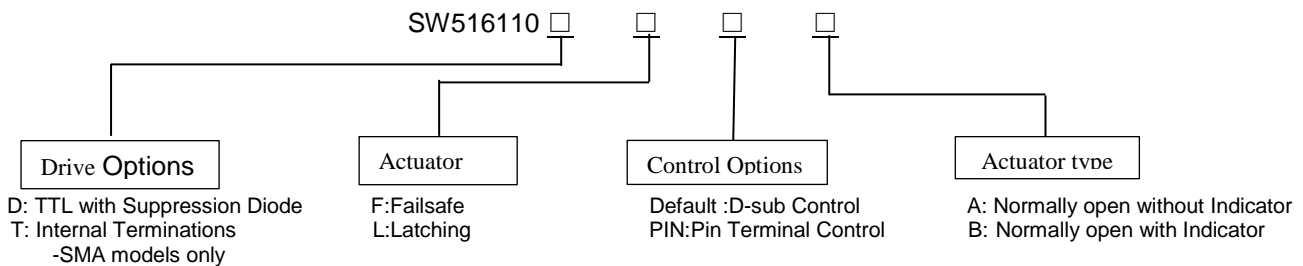 SW516110 □ □ □ □
Drive Options
Actuator
Control Options
Actuator type
D: TTL with Suppression Diode
T: Internal Terminations
-SMA models only
F:Failsafe
L:Latching
Default :D-sub Control
PIN:Pin Terminal Control
A: Normally open without Indicator
B: Normally open with Indicator